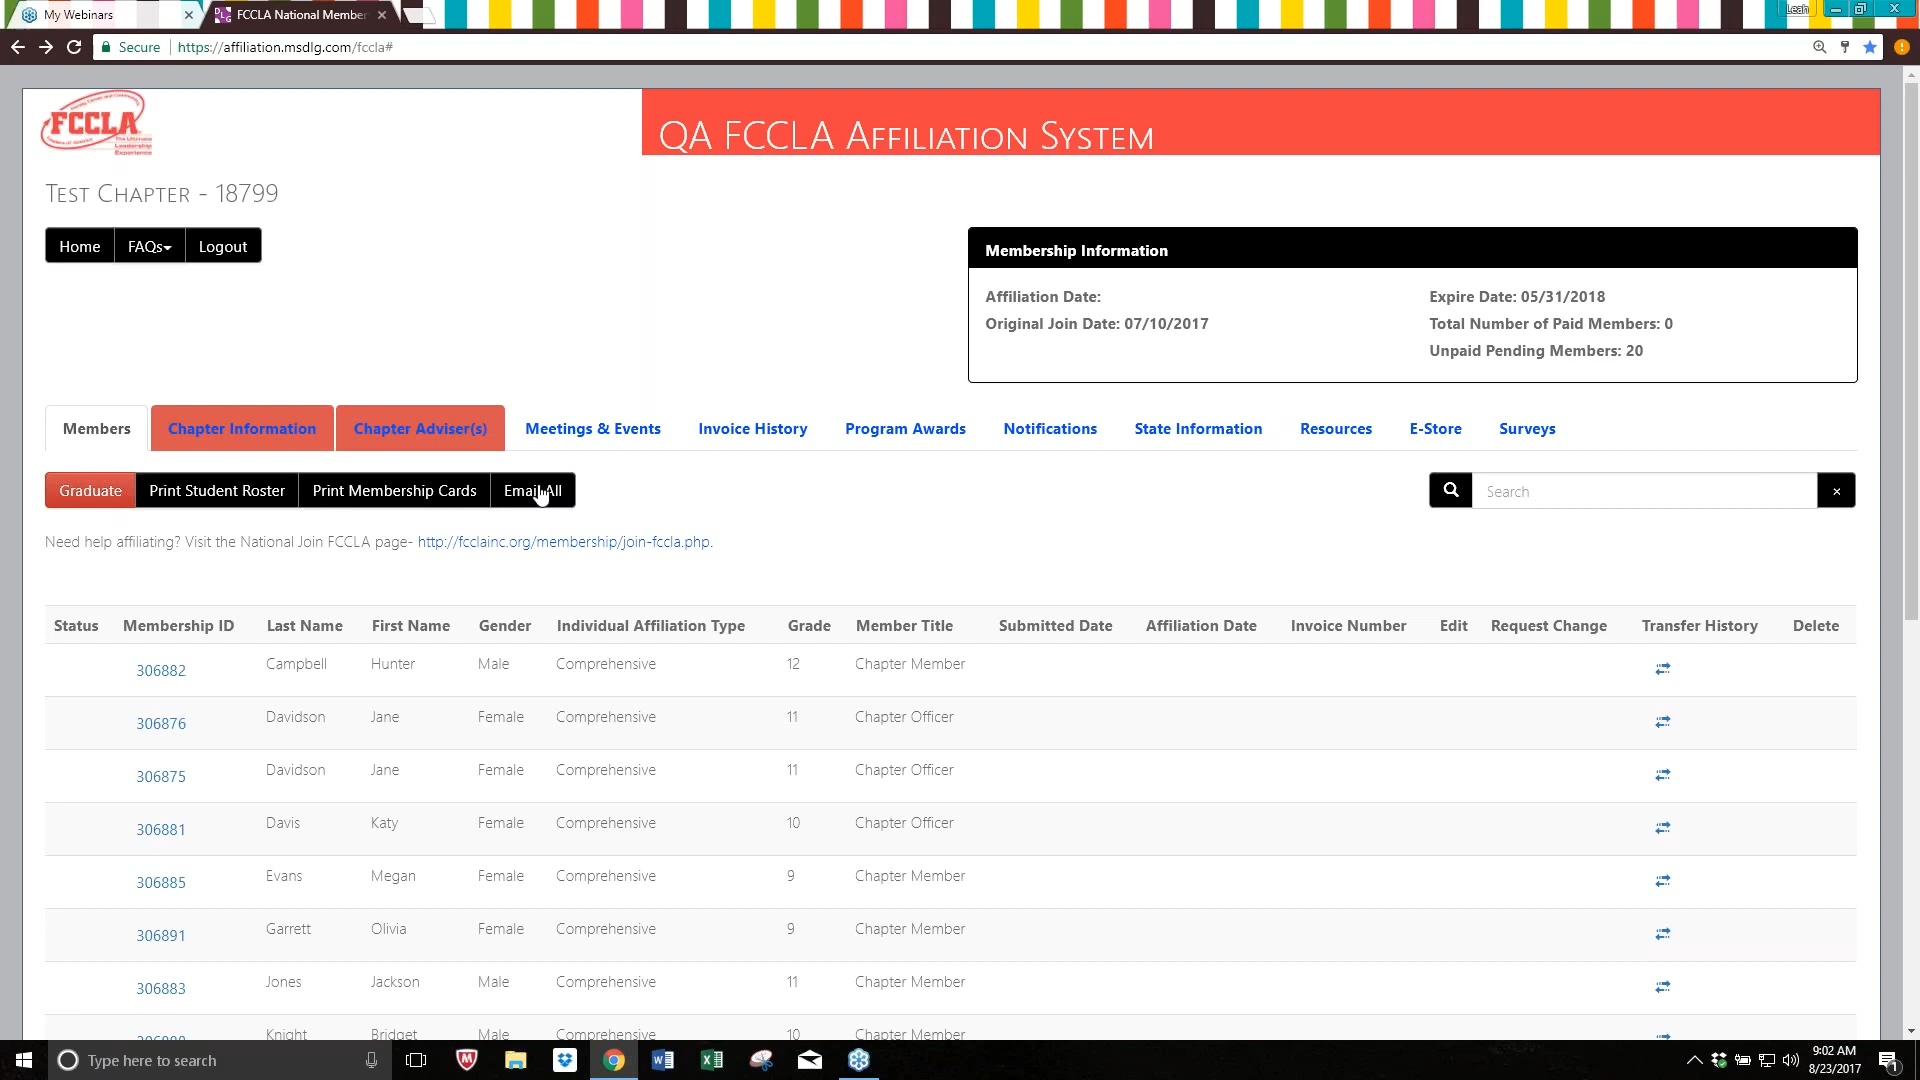 My Webinars
FCCLA National Member
Leah
Secure
https://affiliation.msdlg.com/fccla#
FCCLA
The Ultimate
Leadership
Experience
QA FCCLA Affiliation System
Test Chapter - 18799
Home FAQs Logout
Membership Information
Affiliation Date:
Original Join Date: 07/10/2017
Expire Date: 05/31/2018
Total Number of Paid Members: 0
Unpaid Pending Members: 20
Members Chapter Information Chapter Adviser(s) Meetings & Events Invoice History Program Awards Notifications State Information Resources E-Store Surveys
Graduate Print Student Roster Print Membership Cards Email All
Search ×
Need help affiliating? Visit the National Join FCCLA page- http://fcclainc.org/membership/join-fccla.php.
Status Membership ID Last Name First Name Gender Individual Affiliation Type Grade Member Title Submitted Date Affiliation Date Invoice Number Edit Request Change Transfer History Delete
306882 Campbell Hunter Male Comprehensive 12 Chapter Member
306876 Davidson Jane Female Comprehensive 11 Chapter Officer
306875 Davidson Jane Female Comprehensive 11 Chapter Officer
306881 Davis Katy Female Comprehensive 10 Chapter Officer
306885 Evans Megan Female Comprehensive 9 Chapter Member
306891 Garrett Olivia Female Comprehensive 9 Chapter Member
306883 Jones Jackson Male Comprehensive 11 Chapter Member
Knight Bridget Male Comprehensive 10 Chapter Member
Type here to search
9:02 AM
8/23/2017
1